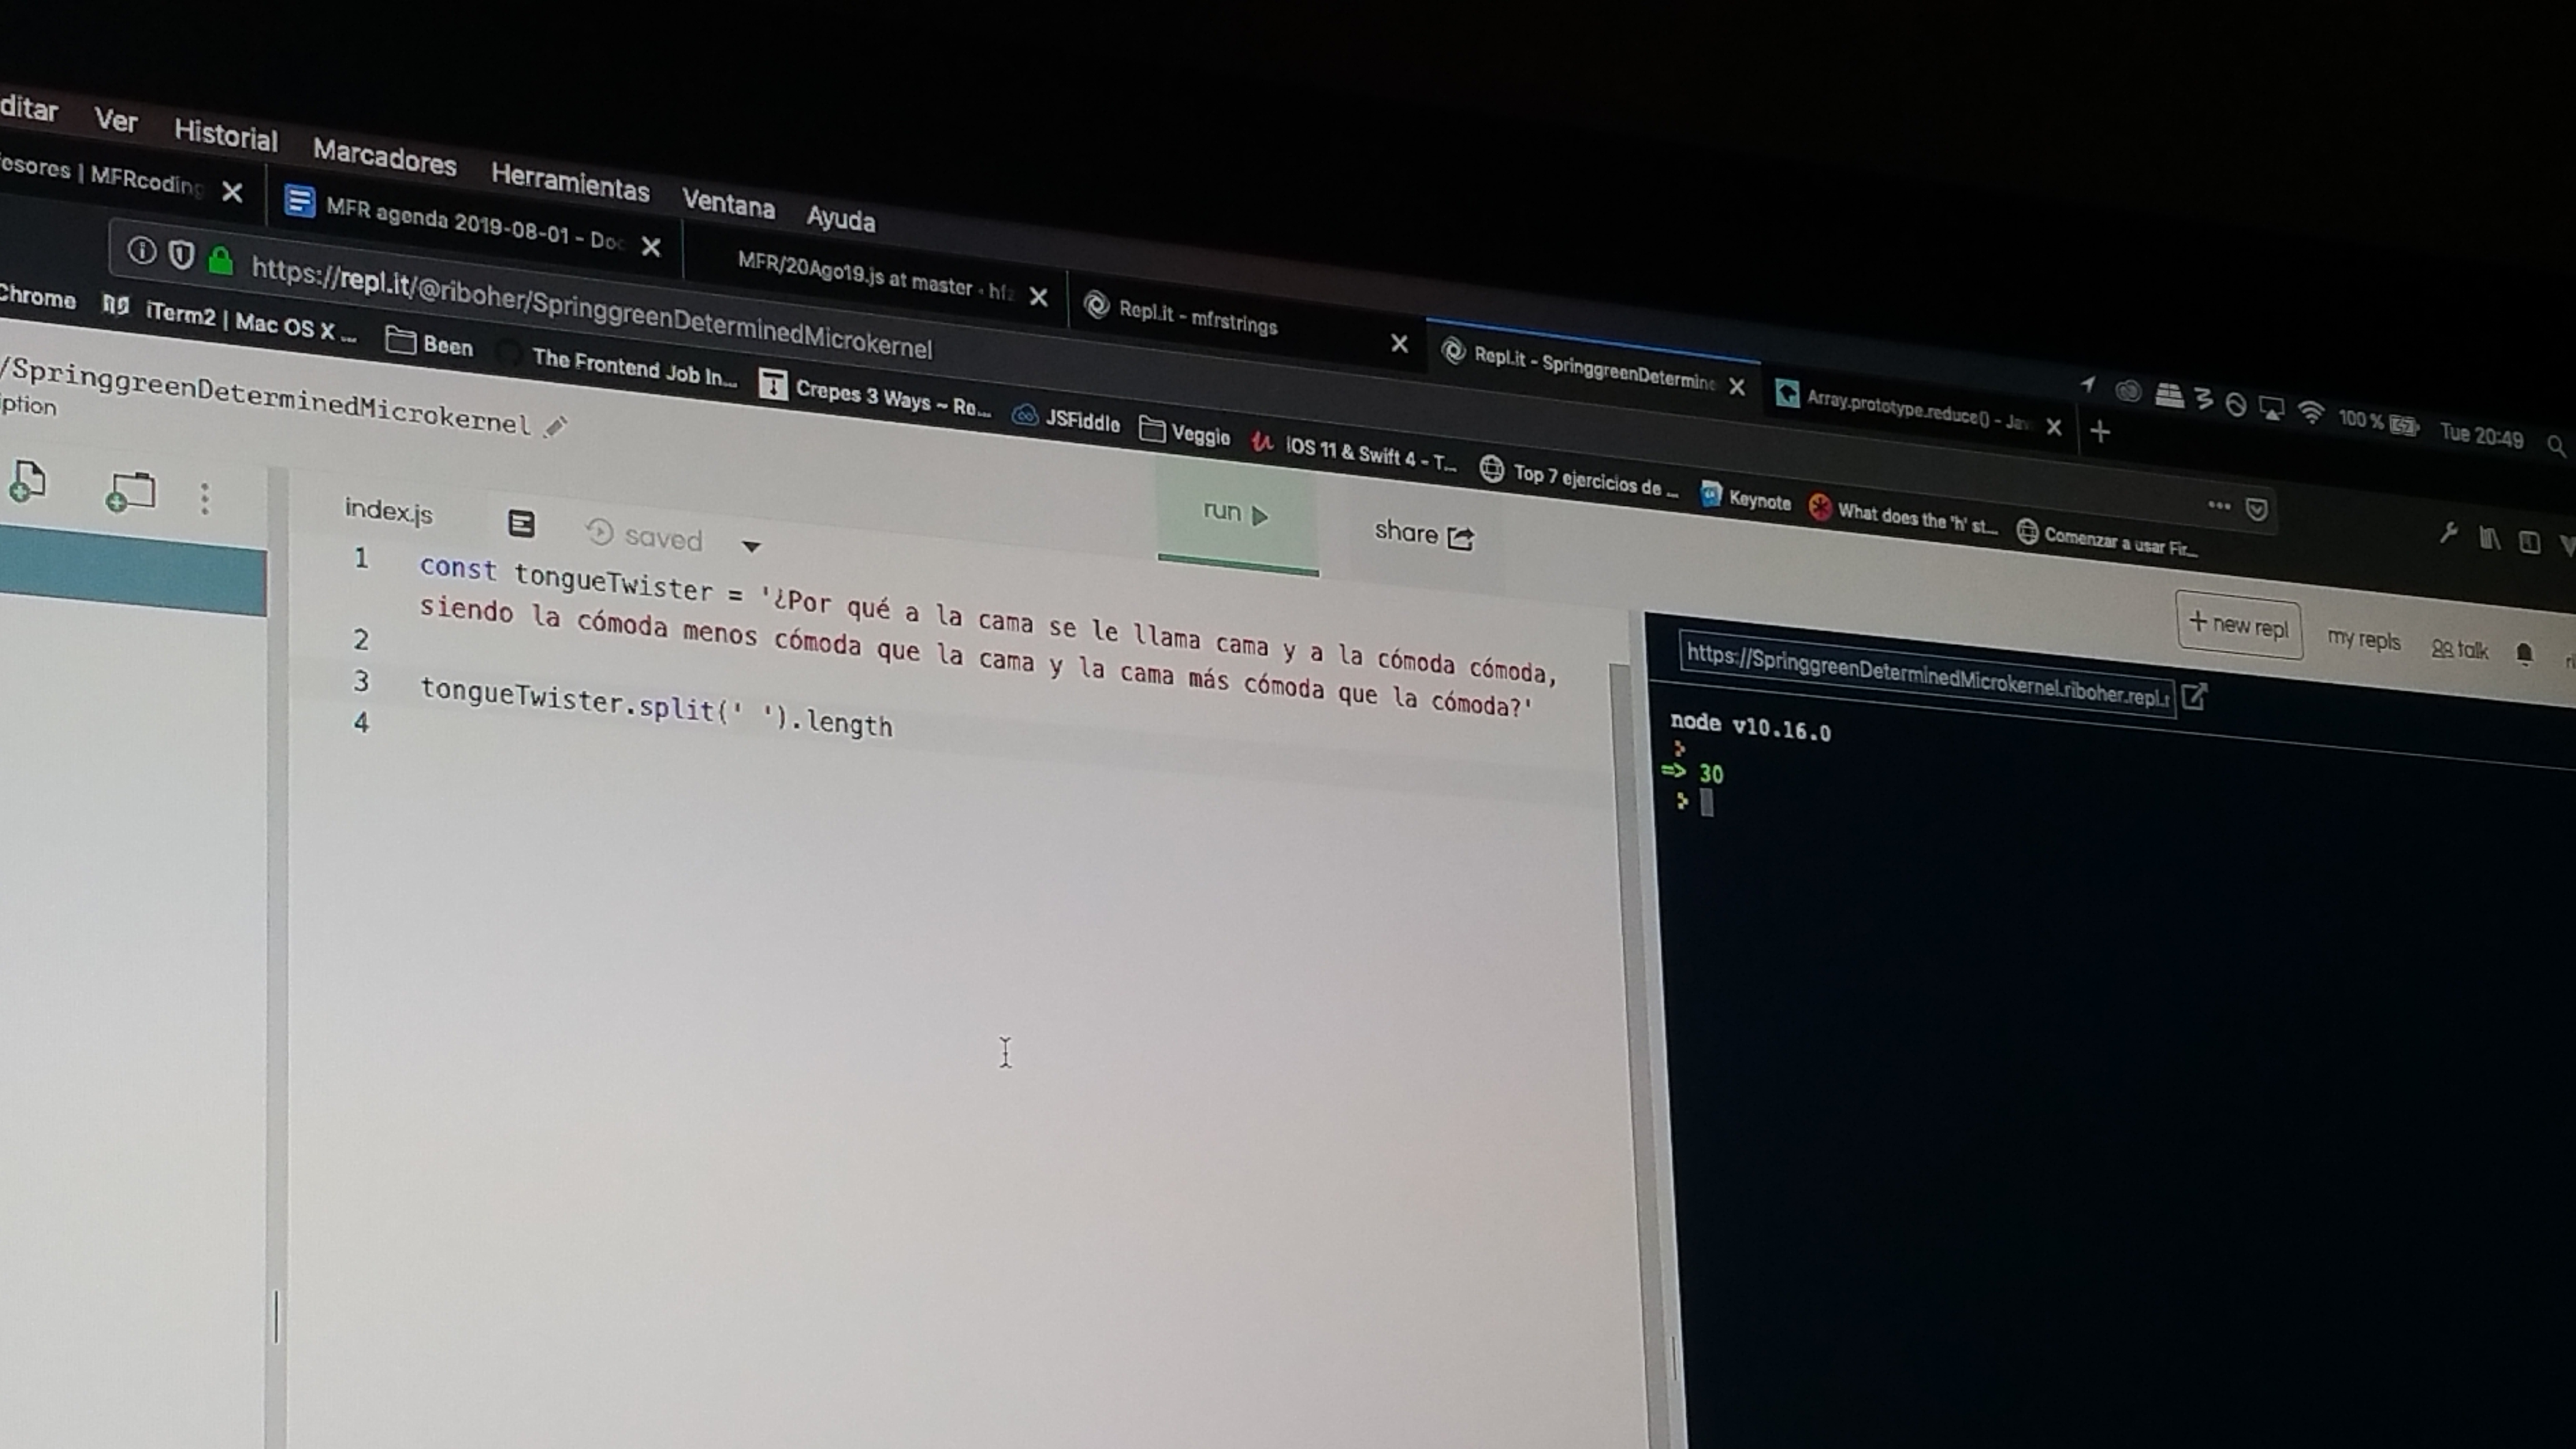 ditar Ver Historial Marcadores Herramientas Ventana Ayuda
100 % Tue 20:49
esores | MFRcoding
MFR agenda 2019-08-01 - Doc
MFR/20Ago19.js at master · hfz
Repl.it - mfrstrings
Repl.it - SpringgreenDetermine
Array.prototype.reduce() - Jav
https://repl.it/@riboher/SpringgreenDeterminedMicrokernel
Chrome iTerm2 | Mac OS X ... Been The Frontend Job In... Crepes 3 Ways ~ Re... JSFiddle Veggie iOS 11 & Swift 4 - T... Top 7 ejercicios de ... Keynote What does the 'h' st... Comenzar a usar Fir...
/SpringgreenDeterminedMicrokernel
iption
run share + new repl my repls talk
index.js saved
1 const tongueTwister = '¿Por qué a la cama se le llama cama y a la cómoda cómoda,
siendo la cómoda menos cómoda que la cama y la cama más cómoda que la cómoda?'
2
3 tongueTwister.split(' ').length
4
https://SpringgreenDeterminedMicrokernel.riboher.repl.r
node v10.16.0
=> 30